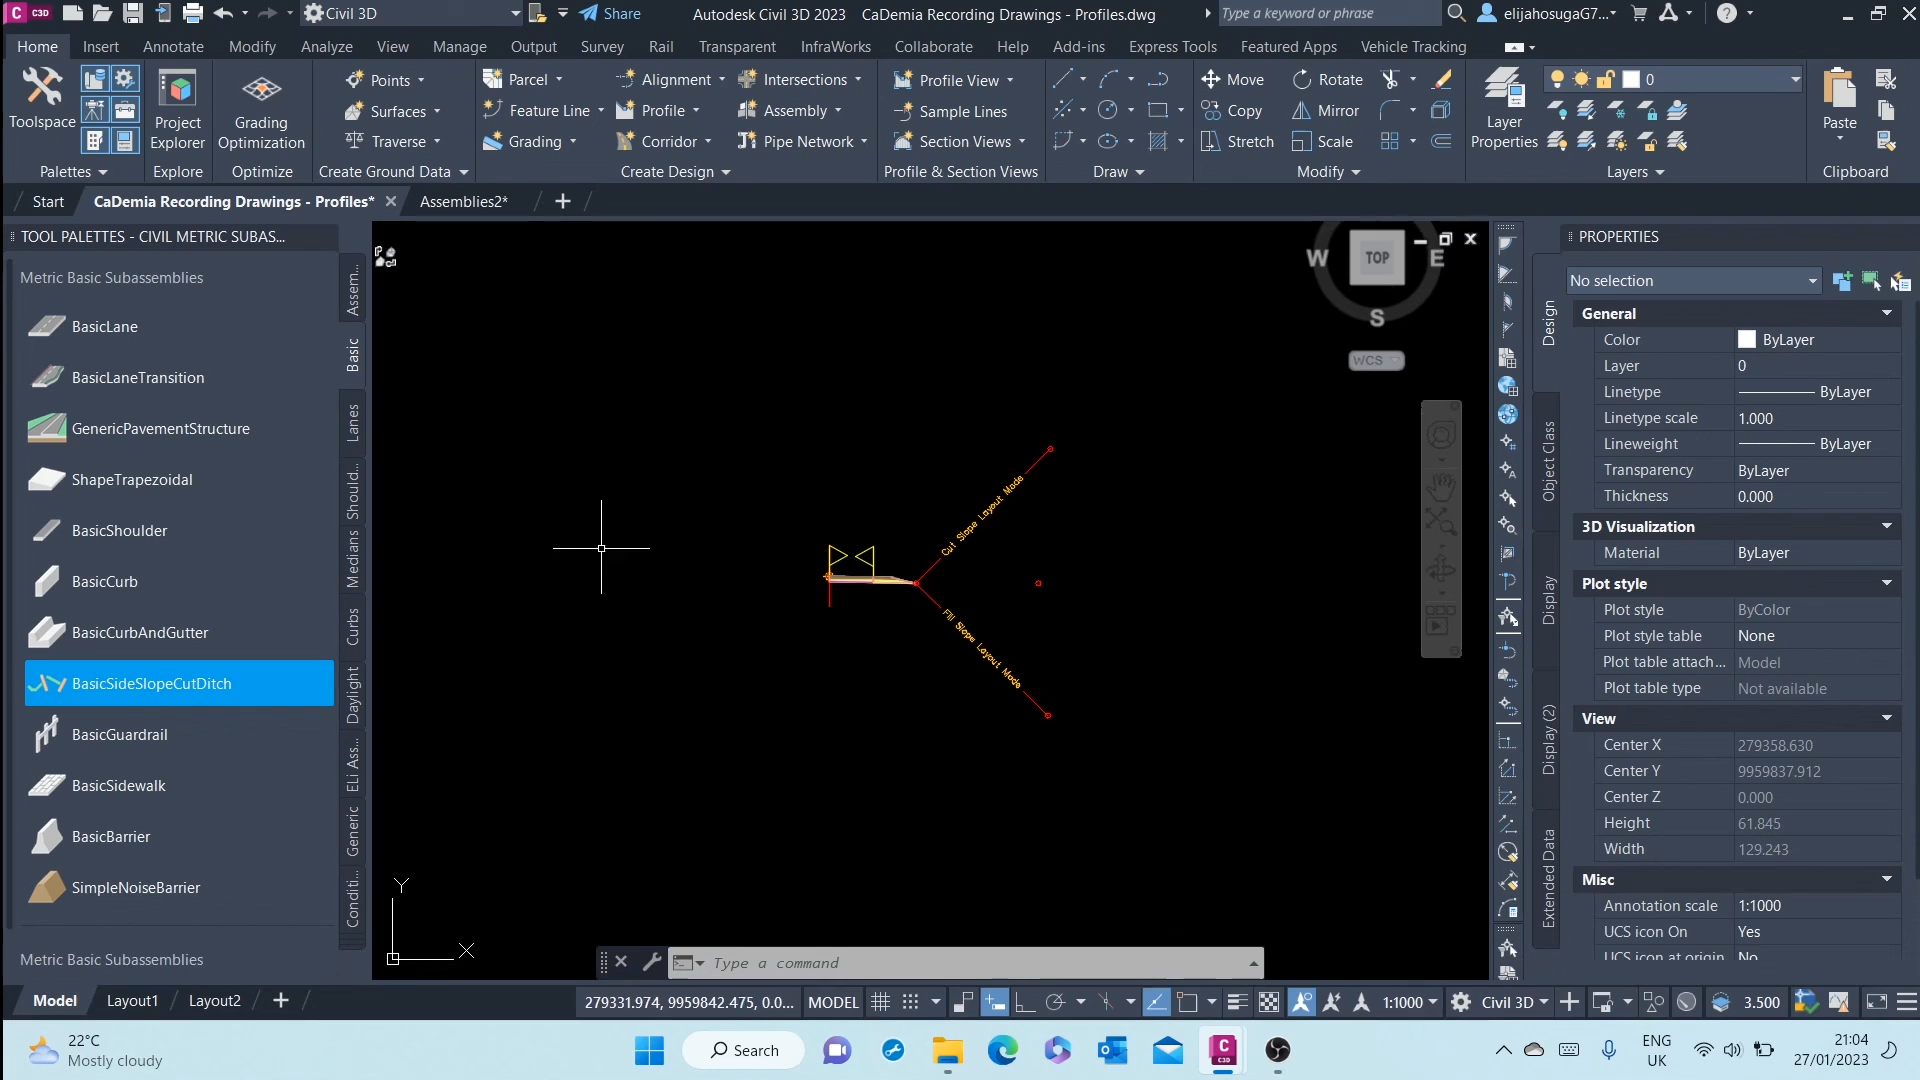 C3D Civil 3D Share Autodesk Civil 3D 2023 CaDemia Recording Drawings - Profiles.dwg Type a keyword or phrase elijahosugaG7...
Home Insert Annotate Modify Analyze View Manage Output Survey Rail Transparent InfraWorks Collaborate Help Add-ins Express Tools Featured Apps Vehicle Tracking
Points Parcel Alignment Intersections Profile View Move Rotate 0
Toolspace Project Explorer Grading Optimization Surfaces Feature Line Profile Assembly Sample Lines Copy Mirror Layer Properties Paste
Traverse Grading Corridor Pipe Network Section Views Stretch Scale
Palettes Explore Optimize Create Ground Data Create Design Profile & Section Views Draw Modify Layers Clipboard
Start CaDemia Recording Drawings - Profiles* Assemblies2*
TOOL PALETTES - CIVIL METRIC SUBAS...
Metric Basic Subassemblies
BasicLane
BasicLaneTransition
GenericPavementStructure
ShapeTrapezoidal
BasicShoulder
BasicCurb
BasicCurbAndGutter
BasicSideSlopeCutDitch
BasicGuardrail
BasicSidewalk
BasicBarrier
SimpleNoiseBarrier
Metric Basic Subassemblies
Assem...
Basic
Lanes
Should...
Medians
Curbs
Daylight
ELi Ass...
Generic
Conditi...
W TOP E
S
WCS
Cut Slope Layout Mode
Fill Slope Layout Mode
Y
X
Type a command
PROPERTIES
No selection
Design
Object Class
Display
Display (2)
Extended Data
General
Color ByLayer
Layer 0
Linetype ByLayer
Linetype scale 1.000
Lineweight ByLayer
Transparency ByLayer
Thickness 0.000
3D Visualization
Material ByLayer
Plot style
Plot style ByColor
Plot style table None
Plot table attach... Model
Plot table type Not available
View
Center X 279358.630
Center Y 9959837.912
Center Z 0.000
Height 61.845
Width 129.243
Misc
Annotation scale 1:1000
UCS icon On Yes
UCS icon at origin No
Model Layout1 Layout2 279331.974, 9959842.475, 0.0... MODEL 1:1000 Civil 3D 3.500
22°C
Mostly cloudy
Search
C3D
ENG
UK
21:04
27/01/2023